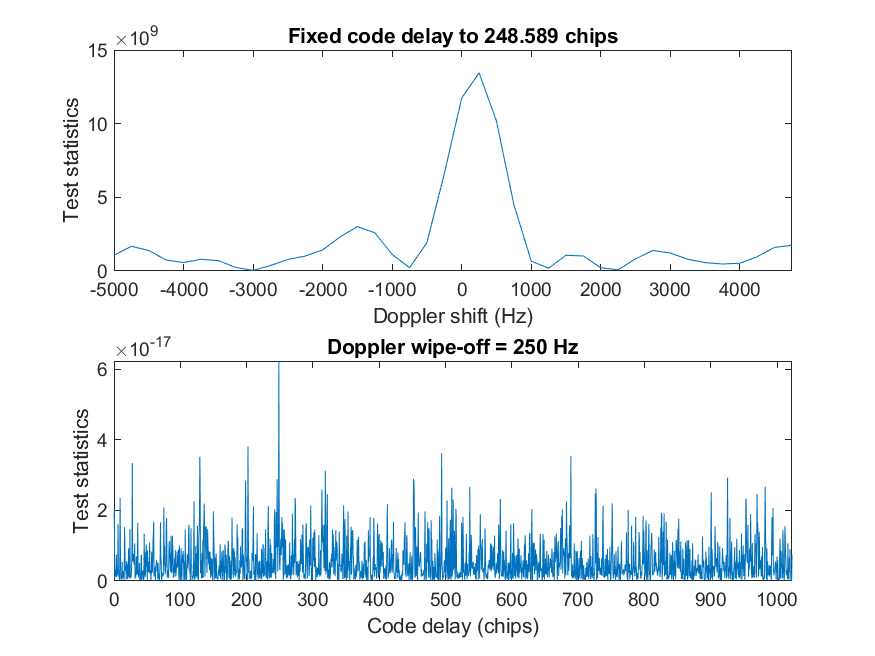 ×10^9
Fixed code delay to 248.589 chips
15
10
5
0
Test statistics
-5000 -4000 -3000 -2000 -1000 0 1000 2000 3000 4000
Doppler shift (Hz)
×10^-17
Doppler wipe-off = 250 Hz
6
4
2
0
Test statistics
0 100 200 300 400 500 600 700 800 900 1000
Code delay (chips)